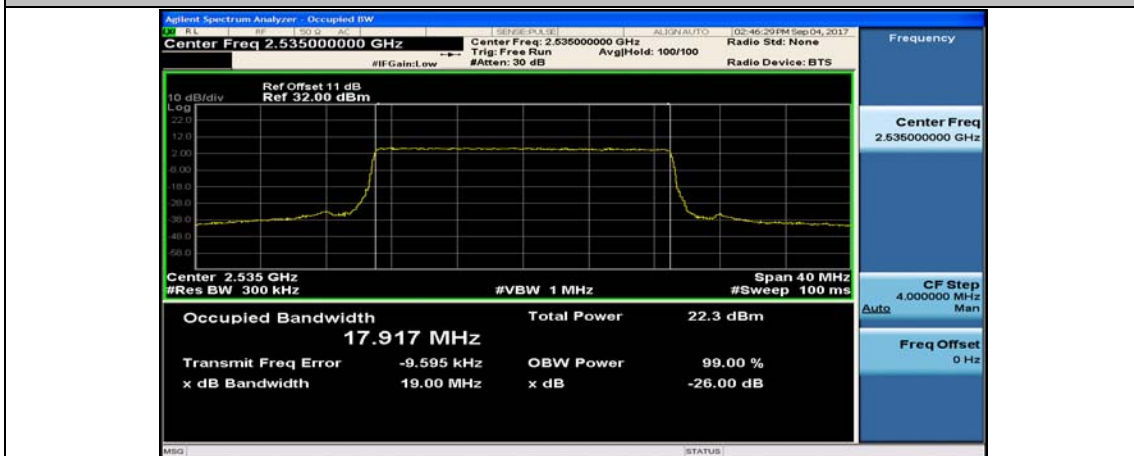 Agilent Spectrum Analyzer - Occupied BW
RL RF 50 Ω AC SENSE:PULSE ALIGN AUTO 02:46:29 PM Sep 04, 2017
Center Freq 2.535000000 GHz
Center Freq: 2.535000000 GHz
Radio Std: None
Trig: Free Run Avg|Hold: 100/100
#IFGain:Low #Atten: 30 dB Radio Device: BTS
Frequency
Ref Offset 11 dB
10 dB/div Ref 32.00 dBm
Log
22.0
12.0
2.00
-8.00
-18.0
-28.0
-38.0
-48.0
-58.0
Center 2.535 GHz Span 40 MHz
#Res BW 300 kHz #VBW 1 MHz #Sweep 100 ms
Occupied Bandwidth Total Power 22.3 dBm
17.917 MHz
Transmit Freq Error -9.595 kHz OBW Power 99.00 %
x dB Bandwidth 19.00 MHz x dB -26.00 dB
Center Freq
2.535000000 GHz
CF Step
4.000000 MHz
Auto Man
Freq Offset
0 Hz
MSG STATUS